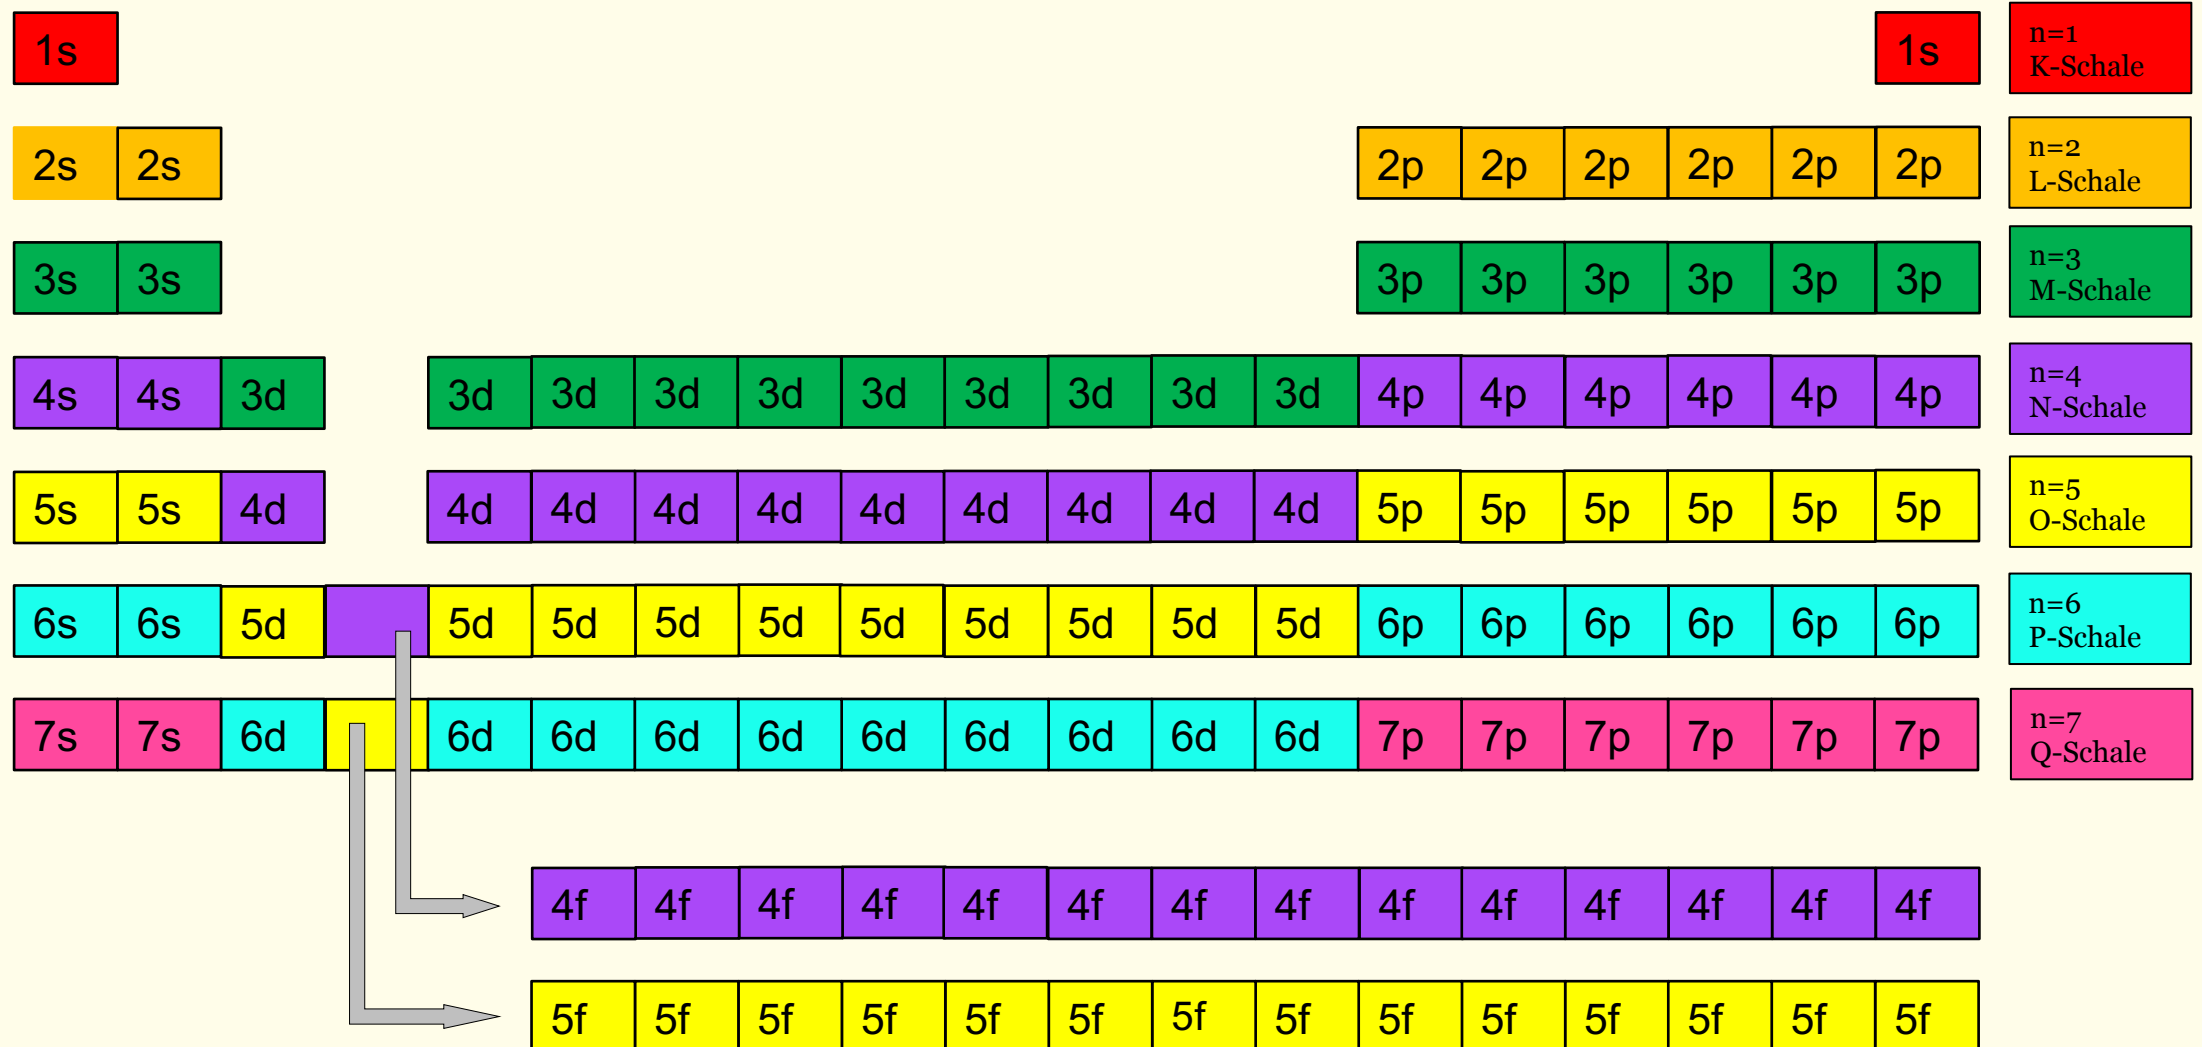 1s 1s n=1
K-Schale
2s 2s 2p 2p 2p 2p 2p 2p n=2
L-Schale
3s 3s 3p 3p 3p 3p 3p 3p n=3
M-Schale
4s 4s 3d 3d 3d 3d 3d 3d 3d 3d 3d 3d 4p 4p 4p 4p 4p 4p n=4
N-Schale
5s 5s 4d 4d 4d 4d 4d 4d 4d 4d 4d 4d 5p 5p 5p 5p 5p 5p n=5
O-Schale
6s 6s 5d 5d 5d 5d 5d 5d 5d 5d 5d 5d 6p 6p 6p 6p 6p 6p n=6
P-Schale
7s 7s 6d 6d 6d 6d 6d 6d 6d 6d 6d 6d 7p 7p 7p 7p 7p 7p n=7
Q-Schale
4f 4f 4f 4f 4f 4f 4f 4f 4f 4f 4f 4f 4f 4f
5f 5f 5f 5f 5f 5f 5f 5f 5f 5f 5f 5f 5f 5f